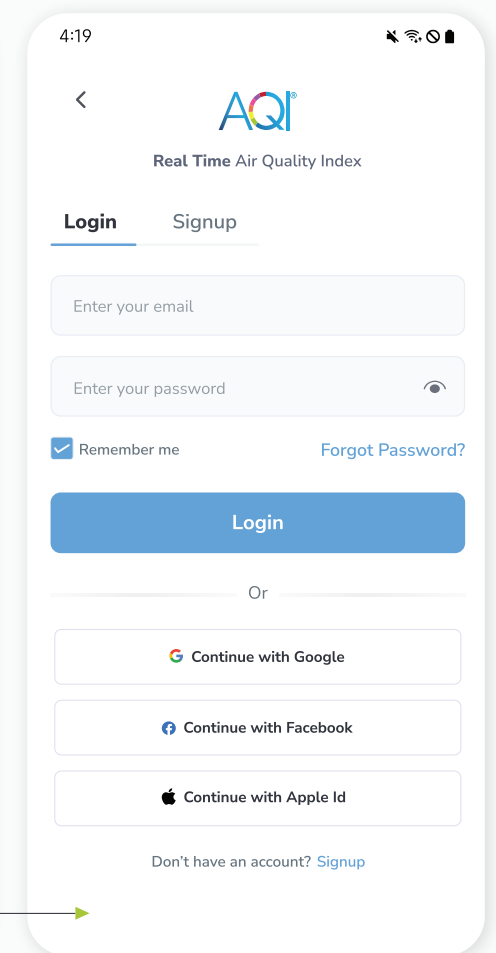 4:19
AQI®
Real Time Air Quality Index
Login Signup
Enter your email
Enter your password
Remember me Forgot Password?
Login
Or
Continue with Google
Continue with Facebook
Continue with Apple Id
Don't have an account? Signup